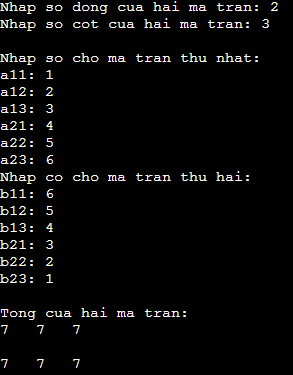 Nhap so dong cua hai ma tran: 2
Nhap so cot cua hai ma tran: 3
Nhap so cho ma tran thu nhat:
a11: 1
a12: 2
a13: 3
a21: 4
a22: 5
a23: 6
Nhap co cho ma tran thu hai:
b11: 6
b12: 5
b13: 4
b21: 3
b22: 2
b23: 1
Tong cua hai ma tran:
7 7 7
7 7 7